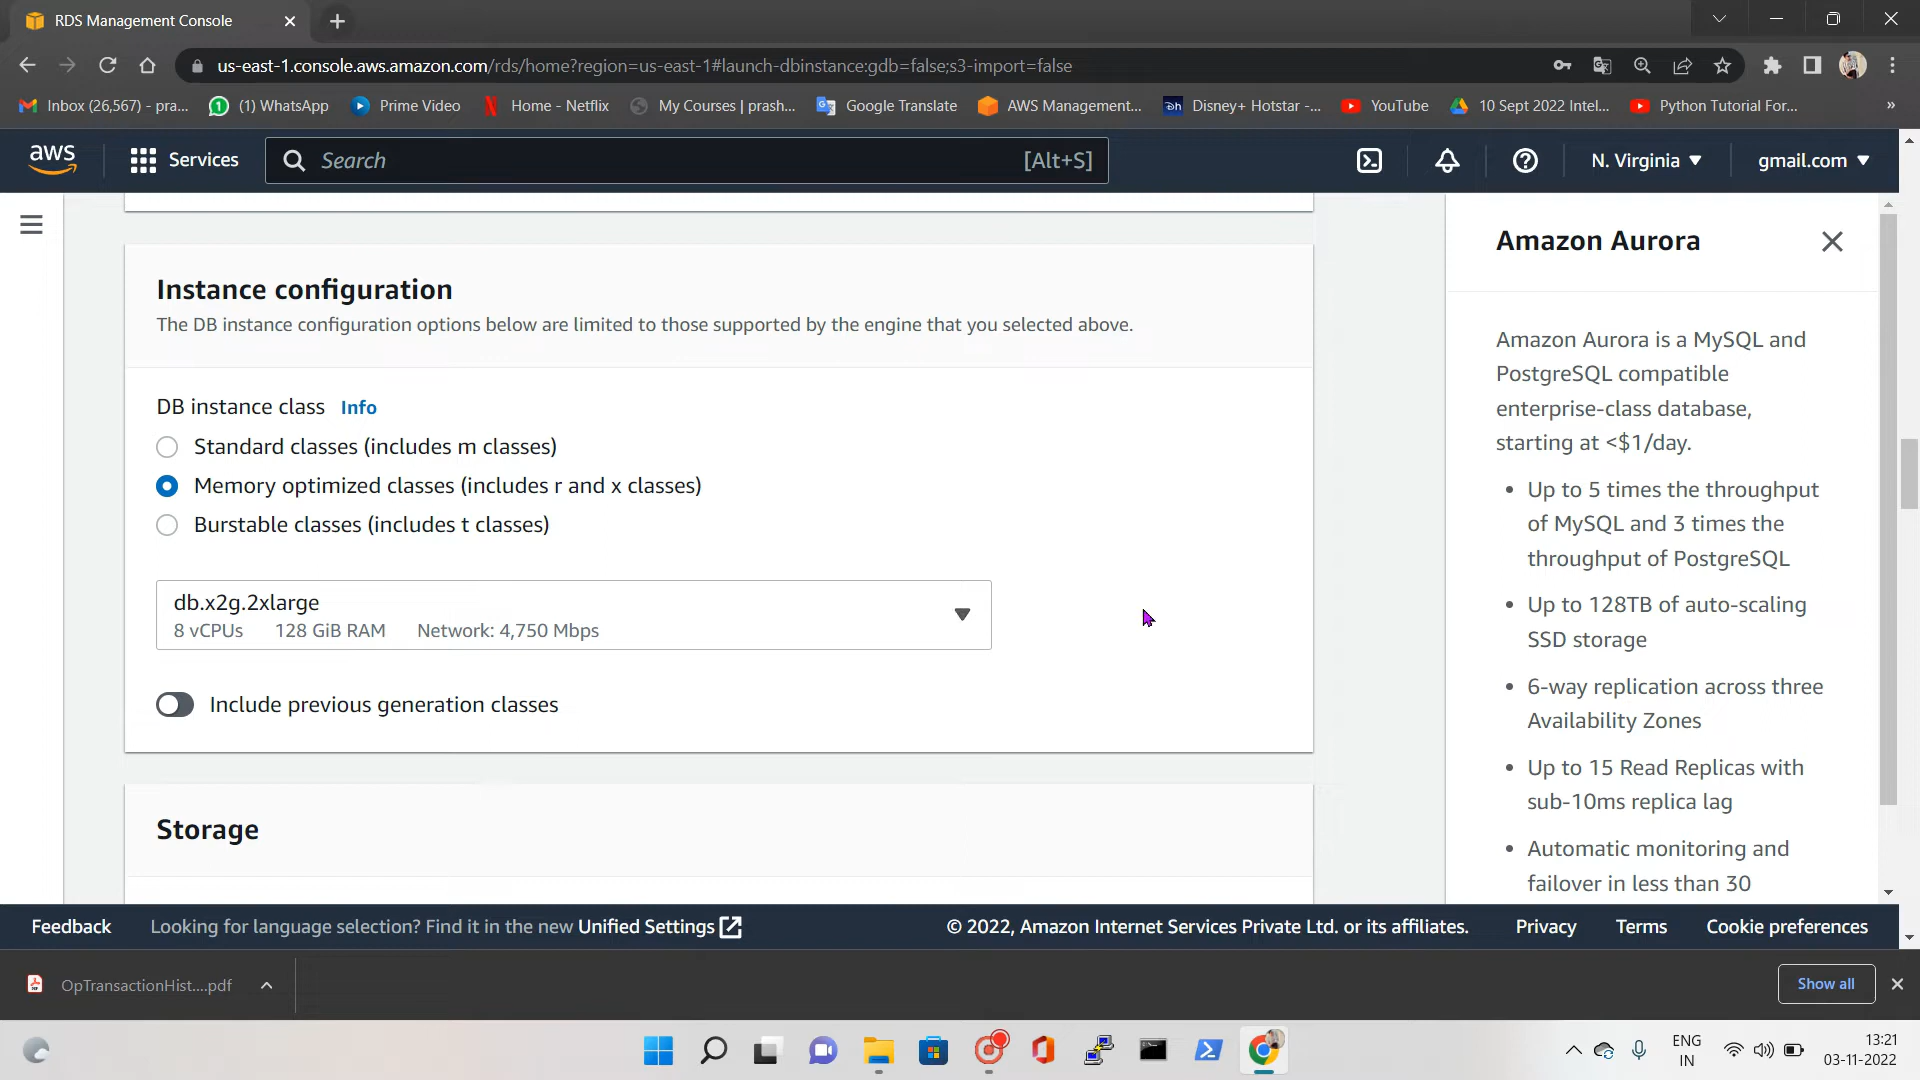 RDS Management Console
us-east-1.console.aws.amazon.com/rds/home?region=us-east-1#launch-dbinstance:gdb=false;s3-import=false
Inbox (26,567) - pra...
(1) WhatsApp
Prime Video
Home - Netflix
My Courses | prash...
Google Translate
AWS Management...
Disney+ Hotstar -...
YouTube
10 Sept 2022 Intel...
Python Tutorial For...
»
aws
Services
Search
[Alt+S]
N. Virginia
gmail.com
Instance configuration
The DB instance configuration options below are limited to those supported by the engine that you selected above.
DB instance class Info
Standard classes (includes m classes)
Memory optimized classes (includes r and x classes)
Burstable classes (includes t classes)
db.x2g.2xlarge
8 vCPUs 128 GiB RAM Network: 4,750 Mbps
Include previous generation classes
Storage
Amazon Aurora
Amazon Aurora is a MySQL and
PostgreSQL compatible
enterprise-class database,
starting at <$1/day.
• Up to 5 times the throughput
of MySQL and 3 times the
throughput of PostgreSQL
• Up to 128TB of auto-scaling
SSD storage
• 6-way replication across three
Availability Zones
• Up to 15 Read Replicas with
sub-10ms replica lag
• Automatic monitoring and
failover in less than 30
Feedback
Looking for language selection? Find it in the new Unified Settings
© 2022, Amazon Internet Services Private Ltd. or its affiliates.
Privacy
Terms
Cookie preferences
OpTransactionHist....pdf
Show all
ENG
IN
13:21
03-11-2022